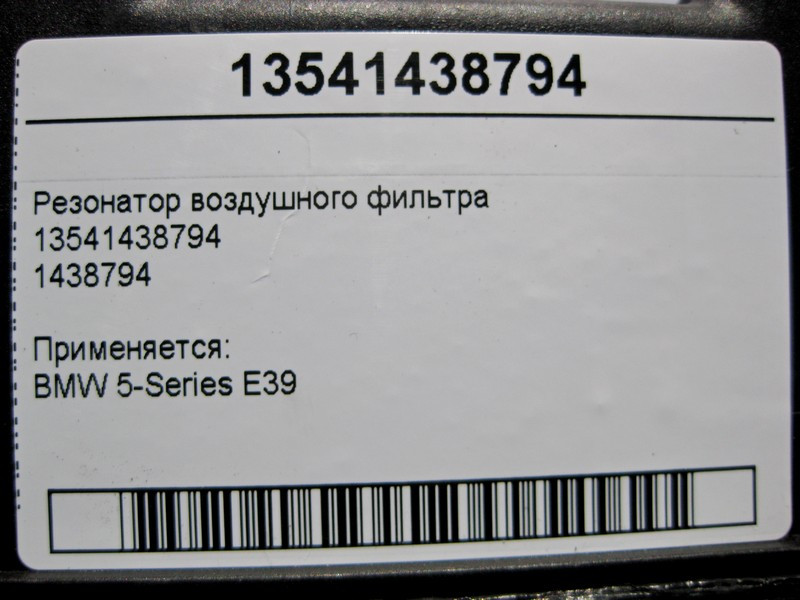 13541438794
Резонатор воздушного фильтра
13541438794
1438794
Применяется:
BMW 5-Series E39